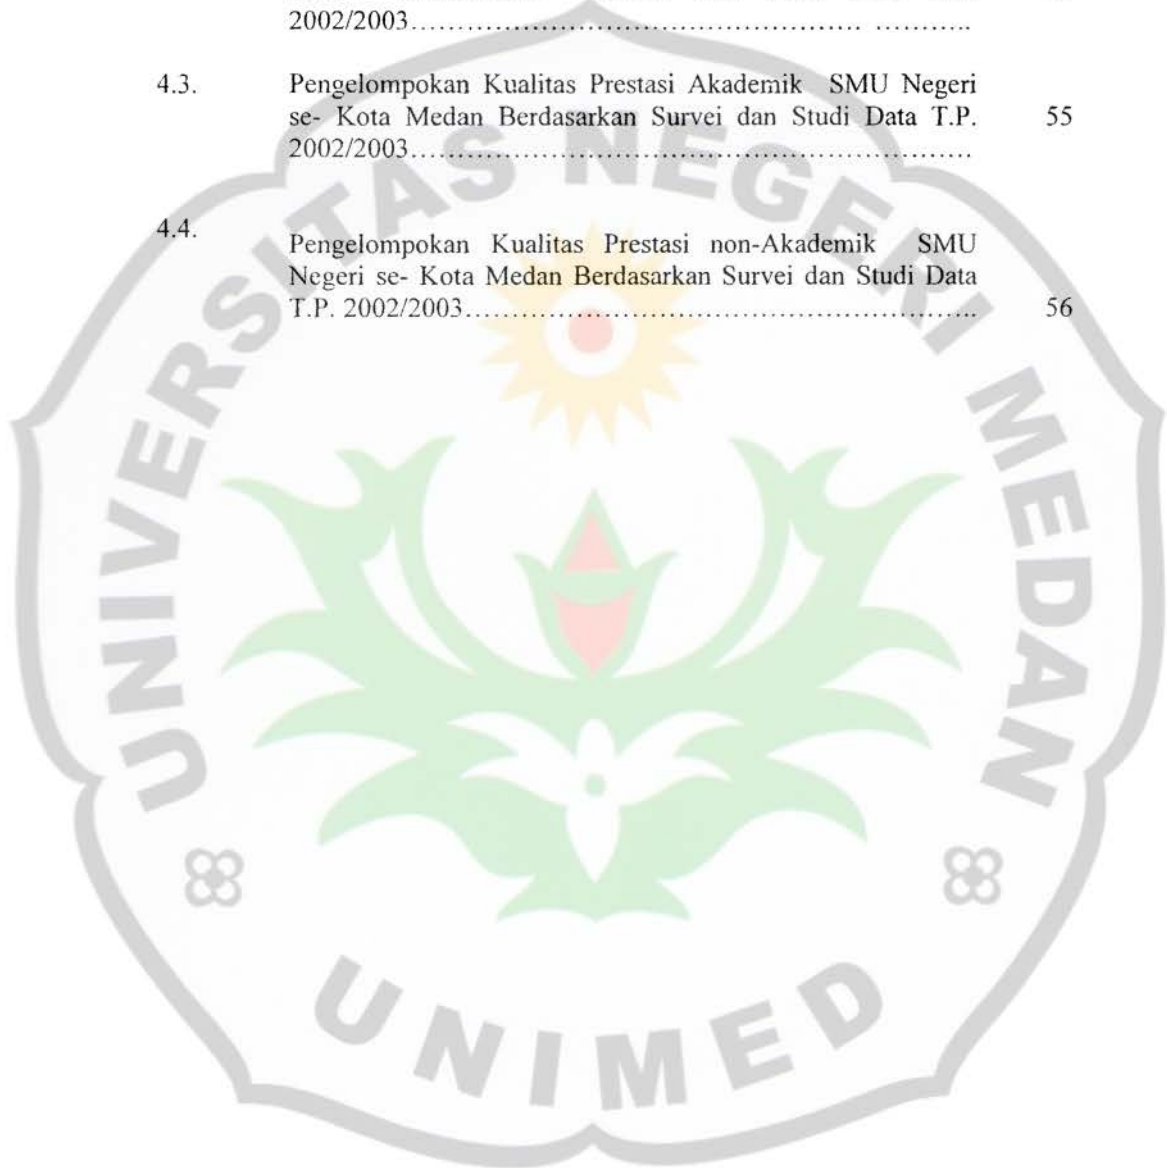 2002/2003
4.3. Pengelompokan Kualitas Prestasi Akademik SMU Negeri
se- Kota Medan Berdasarkan Survei dan Studi Data T.P. 55
2002/2003
4.4. Pengelompokan Kualitas Prestasi non-Akademik SMU
Negeri se- Kota Medan Berdasarkan Survei dan Studi Data
T.P. 2002/2003 56
UNIVERSITAS NEGERI MEDAN
UNIMED